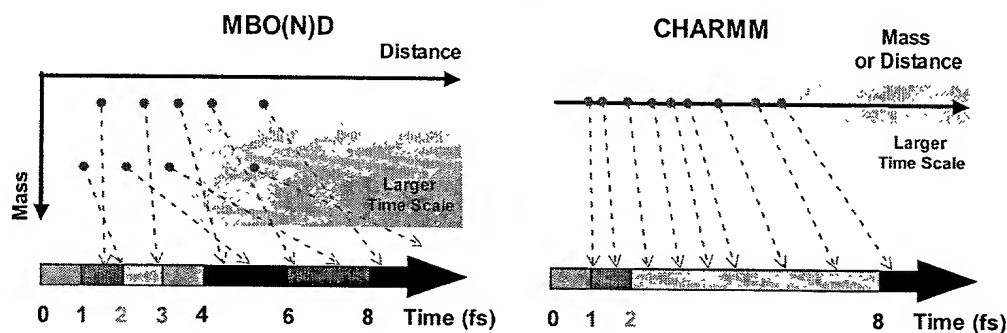 MBO(N)D
Distance
Mass
Larger
Time Scale
0 1 2 3 4 6 8 Time (fs)
CHARMM
Mass
or Distance
Larger
Time Scale
0 1 2 8 Time (fs)